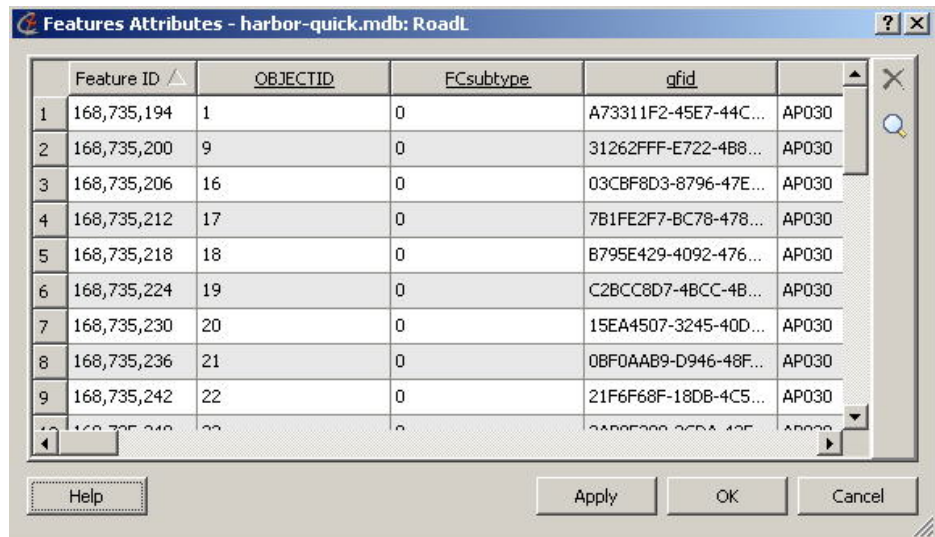 Features Attributes - harbor-quick.mdb: RoadL
Feature ID OBJECTID FCsubtype gfid
1 168,735,194 1 0 A73311F2-45E7-44C... AP030
2 168,735,200 9 0 31262FFF-E722-4B8... AP030
3 168,735,206 16 0 03CBF8D3-8796-47E... AP030
4 168,735,212 17 0 7B1FE2F7-BC78-478... AP030
5 168,735,218 18 0 B795E429-4092-476... AP030
6 168,735,224 19 0 C2BCC8D7-4BCC-4B... AP030
7 168,735,230 20 0 15EA4507-3245-40D... AP030
8 168,735,236 21 0 0BF0AAB9-D946-48F... AP030
9 168,735,242 22 0 21F6F68F-18DB-4C5... AP030
Help Apply OK Cancel